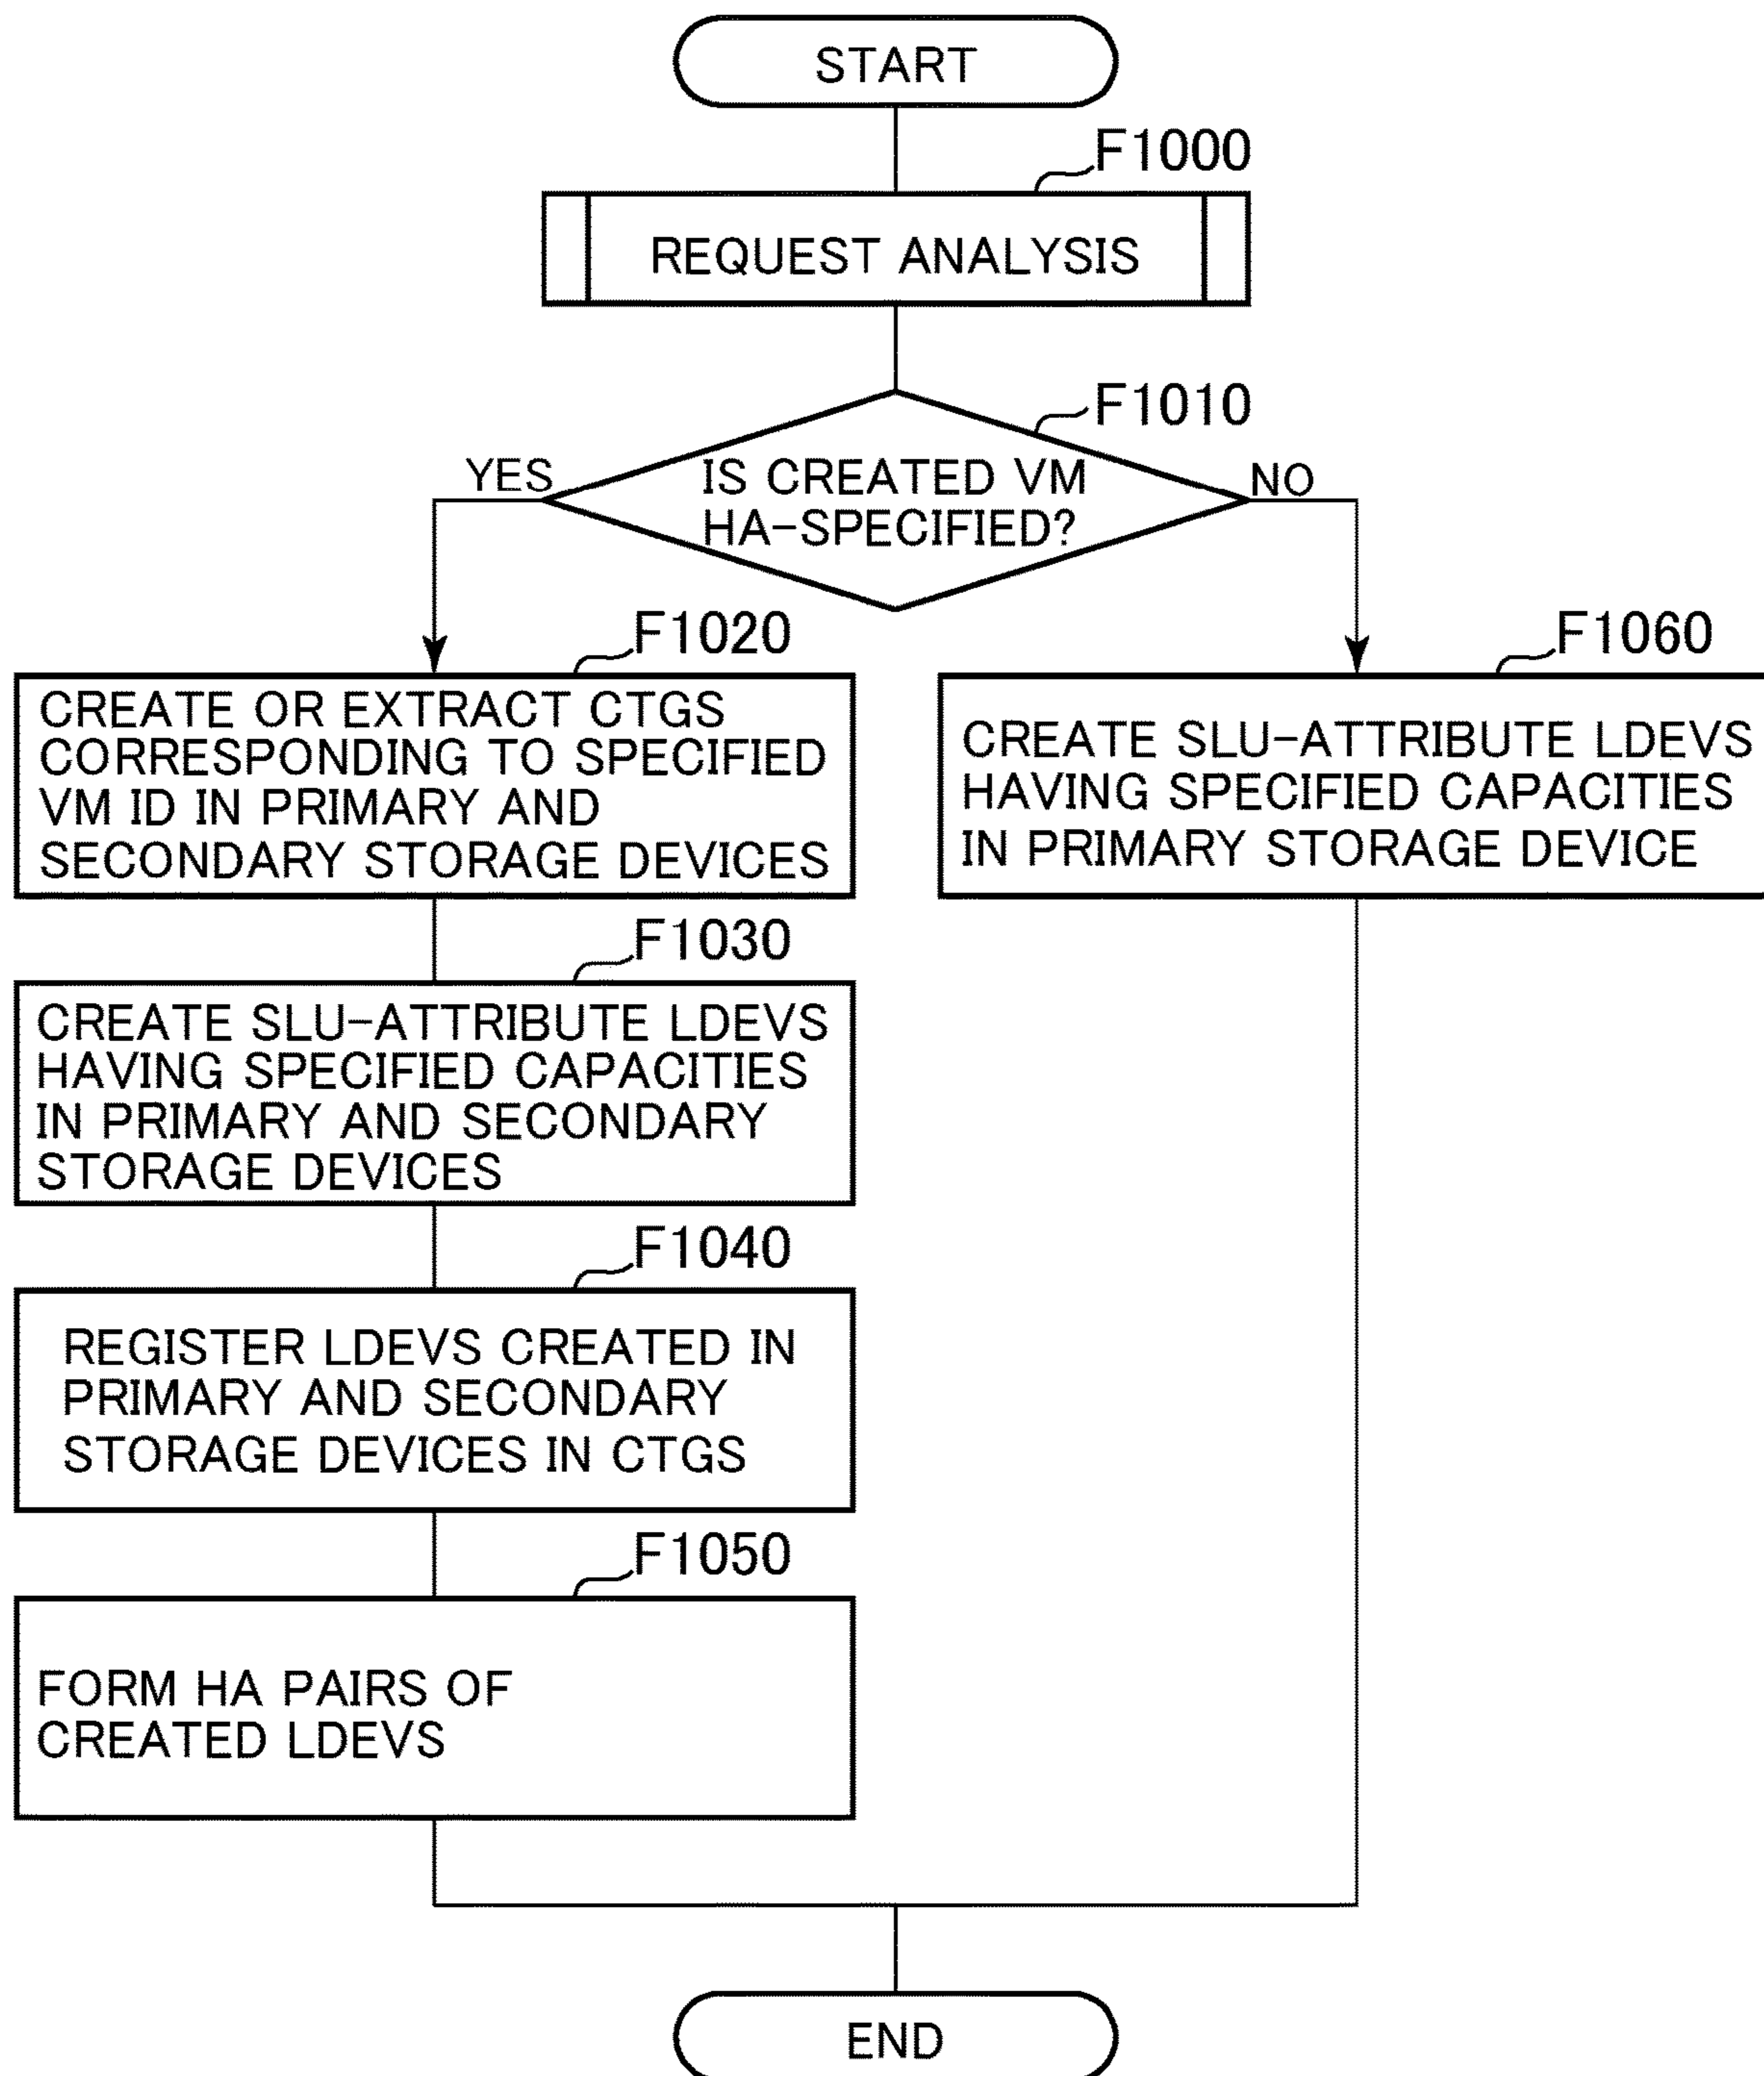 START
F1000
REQUEST ANALYSIS
F1010
IS CREATED VM
HA-SPECIFIED?
YES
NO
F1020
CREATE OR EXTRACT CTGS
CORRESPONDING TO SPECIFIED
VM ID IN PRIMARY AND
SECONDARY STORAGE DEVICES
F1060
CREATE SLU-ATTRIBUTE LDEVS
HAVING SPECIFIED CAPACITIES
IN PRIMARY STORAGE DEVICE
F1030
CREATE SLU-ATTRIBUTE LDEVS
HAVING SPECIFIED CAPACITIES
IN PRIMARY AND SECONDARY
STORAGE DEVICES
F1040
REGISTER LDEVS CREATED IN
PRIMARY AND SECONDARY
STORAGE DEVICES IN CTGS
F1050
FORM HA PAIRS OF
CREATED LDEVS
END